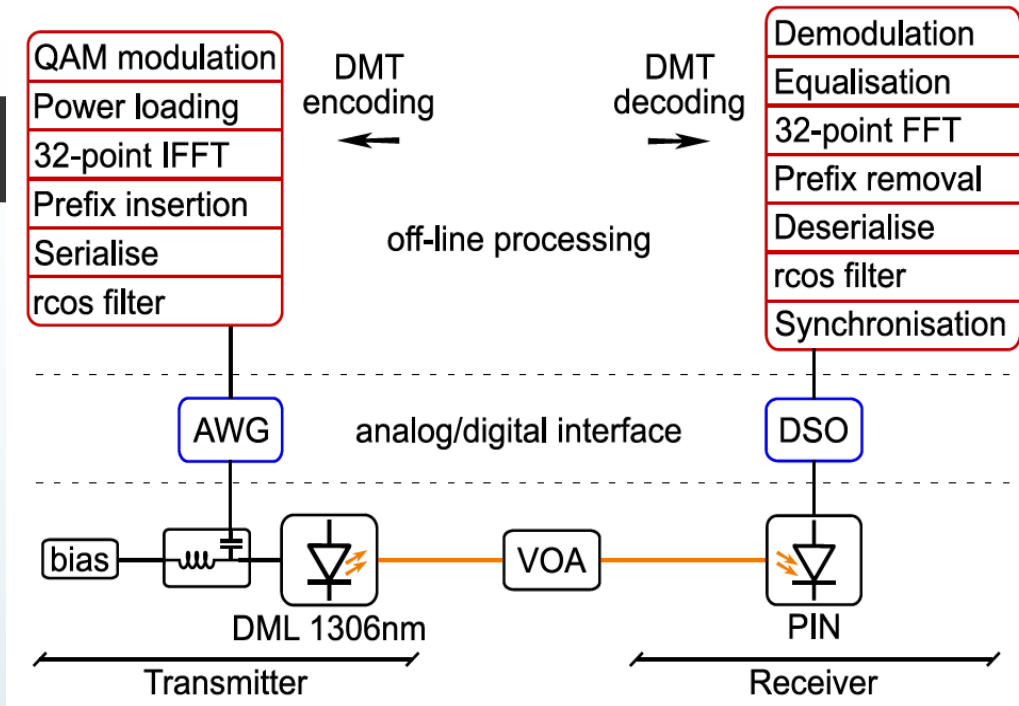 QAM modulation
Power loading
32-point IFFT
Prefix insertion
Serialise
rcos filter
DMT
encoding
DMT
decoding
off-line processing
Demodulation
Equalisation
32-point FFT
Prefix removal
Deserialise
rcos filter
Synchronisation
AWG
analog/digital interface
DSO
bias
VOA
DML 1306nm
PIN
Transmitter
Receiver